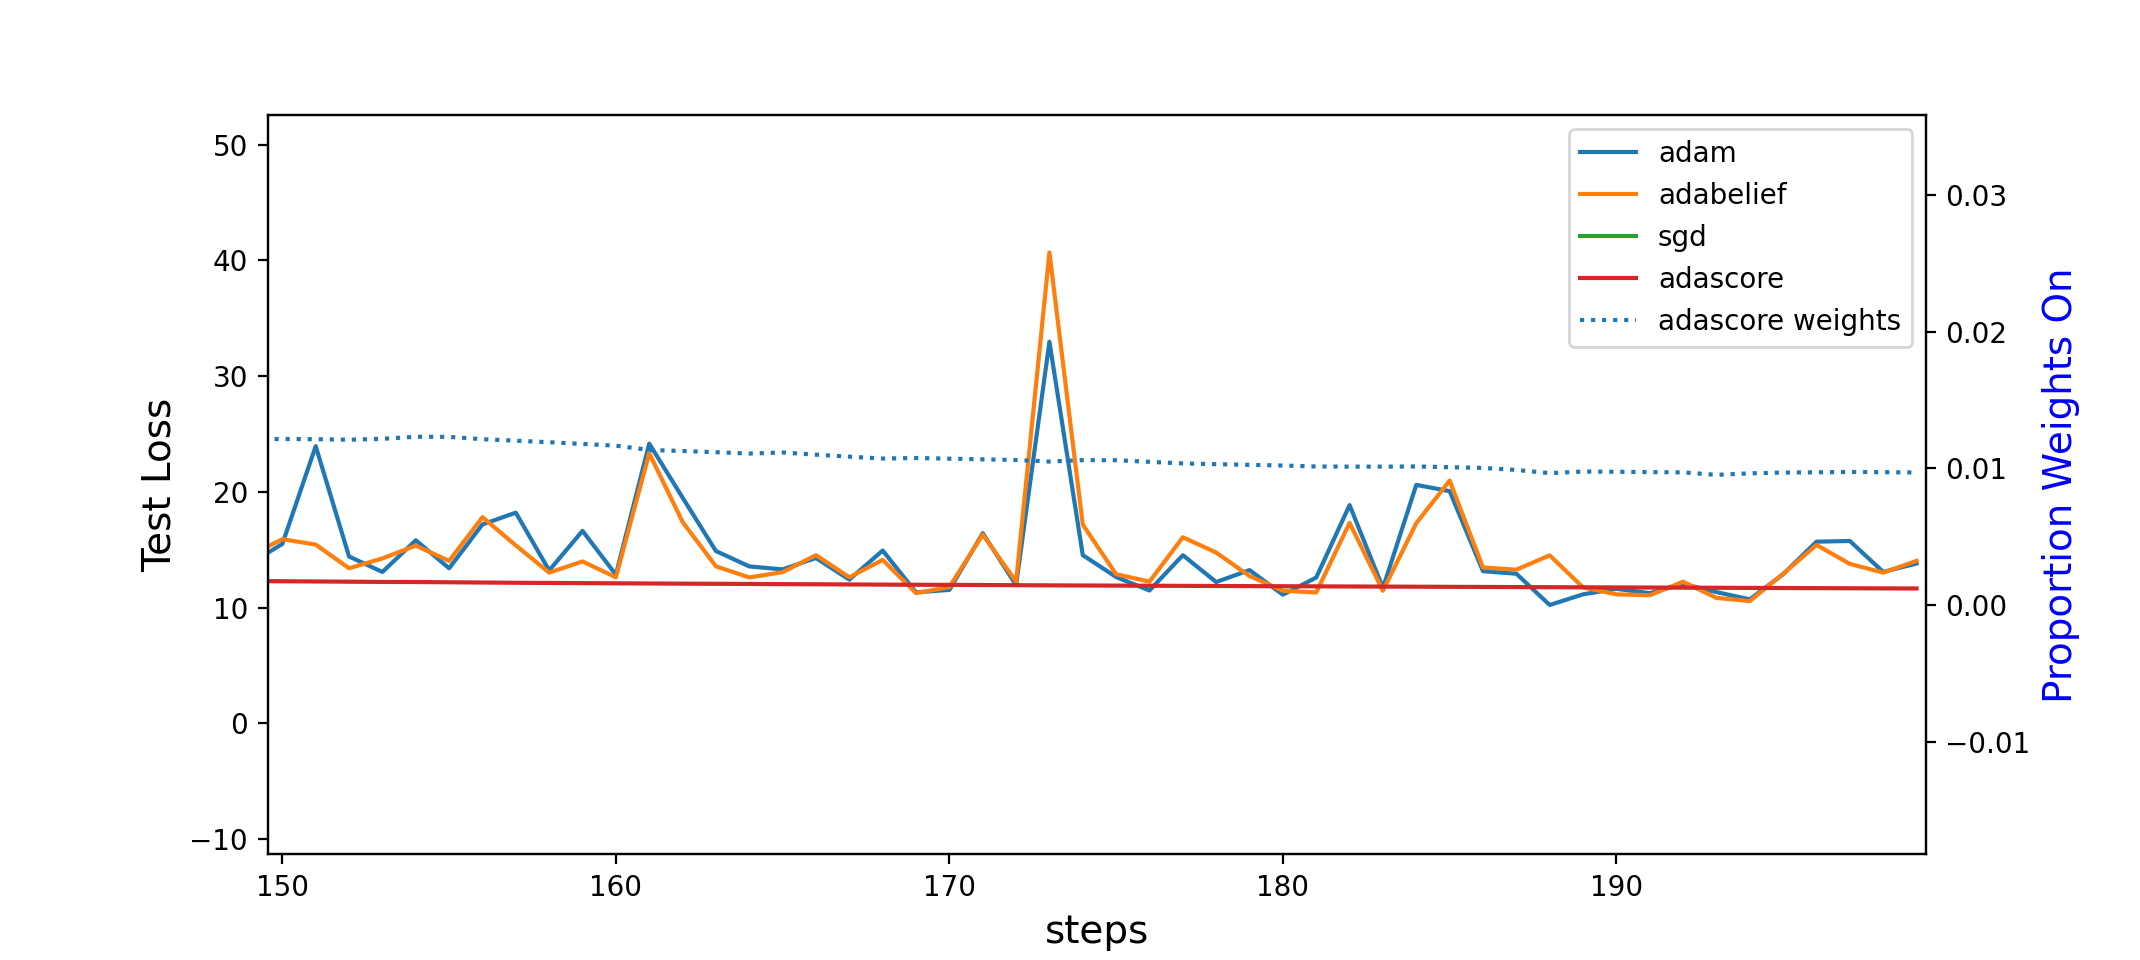 50
40
30
20
10
0
−10
Test Loss
150
160
170
180
190
steps
adam
adabelief
sgd
adascore
adascore weights
0.03
0.02
0.01
0.00
−0.01
Proportion Weights On